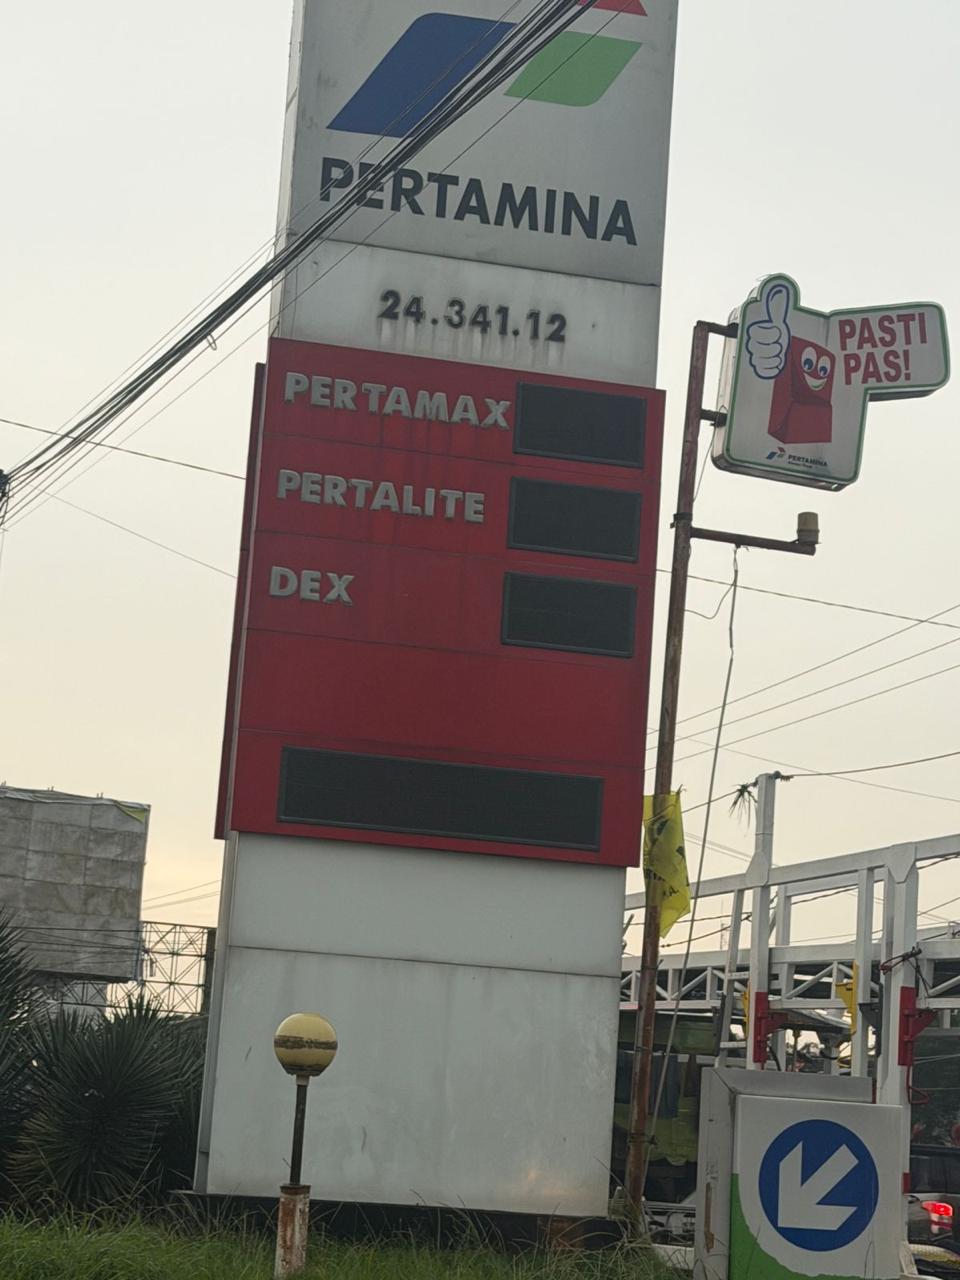 PERTAMINA
24.341.12
PERTAMAX
PERTALITE
DEX
PASTI
PAS!
PERTAMINA